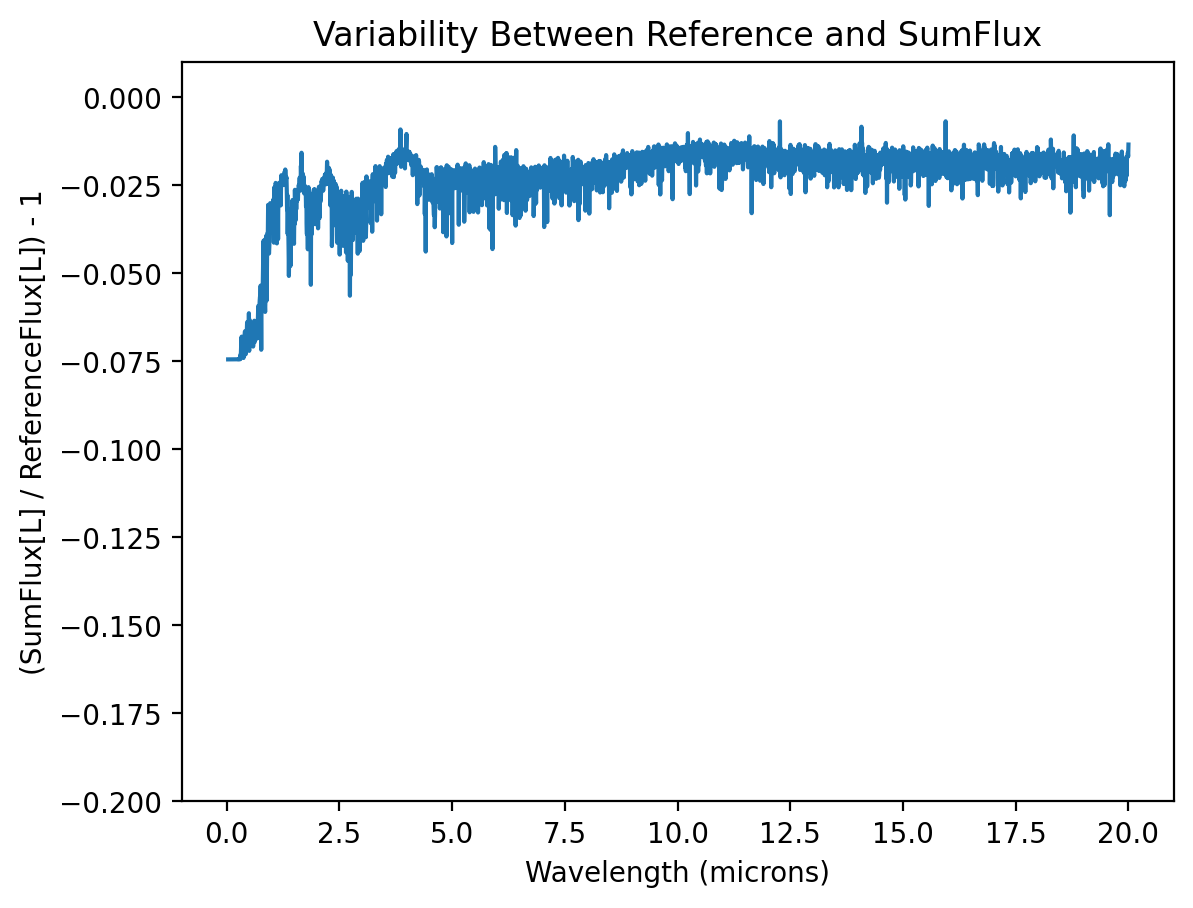 Variability Between Reference and SumFlux
(SumFlux[L] / ReferenceFlux[L]) - 1
0.000
−0.025
−0.050
−0.075
−0.100
−0.125
−0.150
−0.175
−0.200
0.0 2.5 5.0 7.5 10.0 12.5 15.0 17.5 20.0
Wavelength (microns)